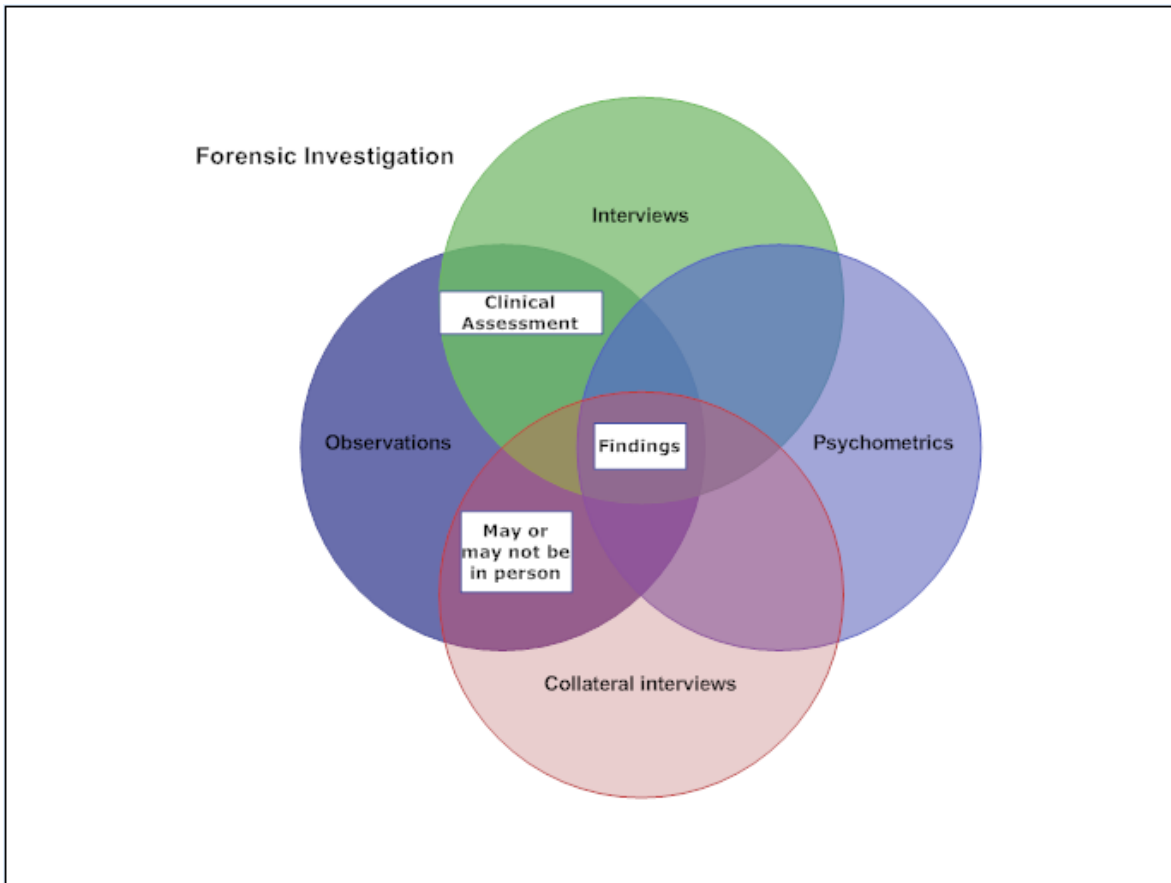 Forensic Investigation
Interviews
Clinical
Assessment
Observations
Findings
Psychometrics
May or
may not be
in person
Collateral interviews